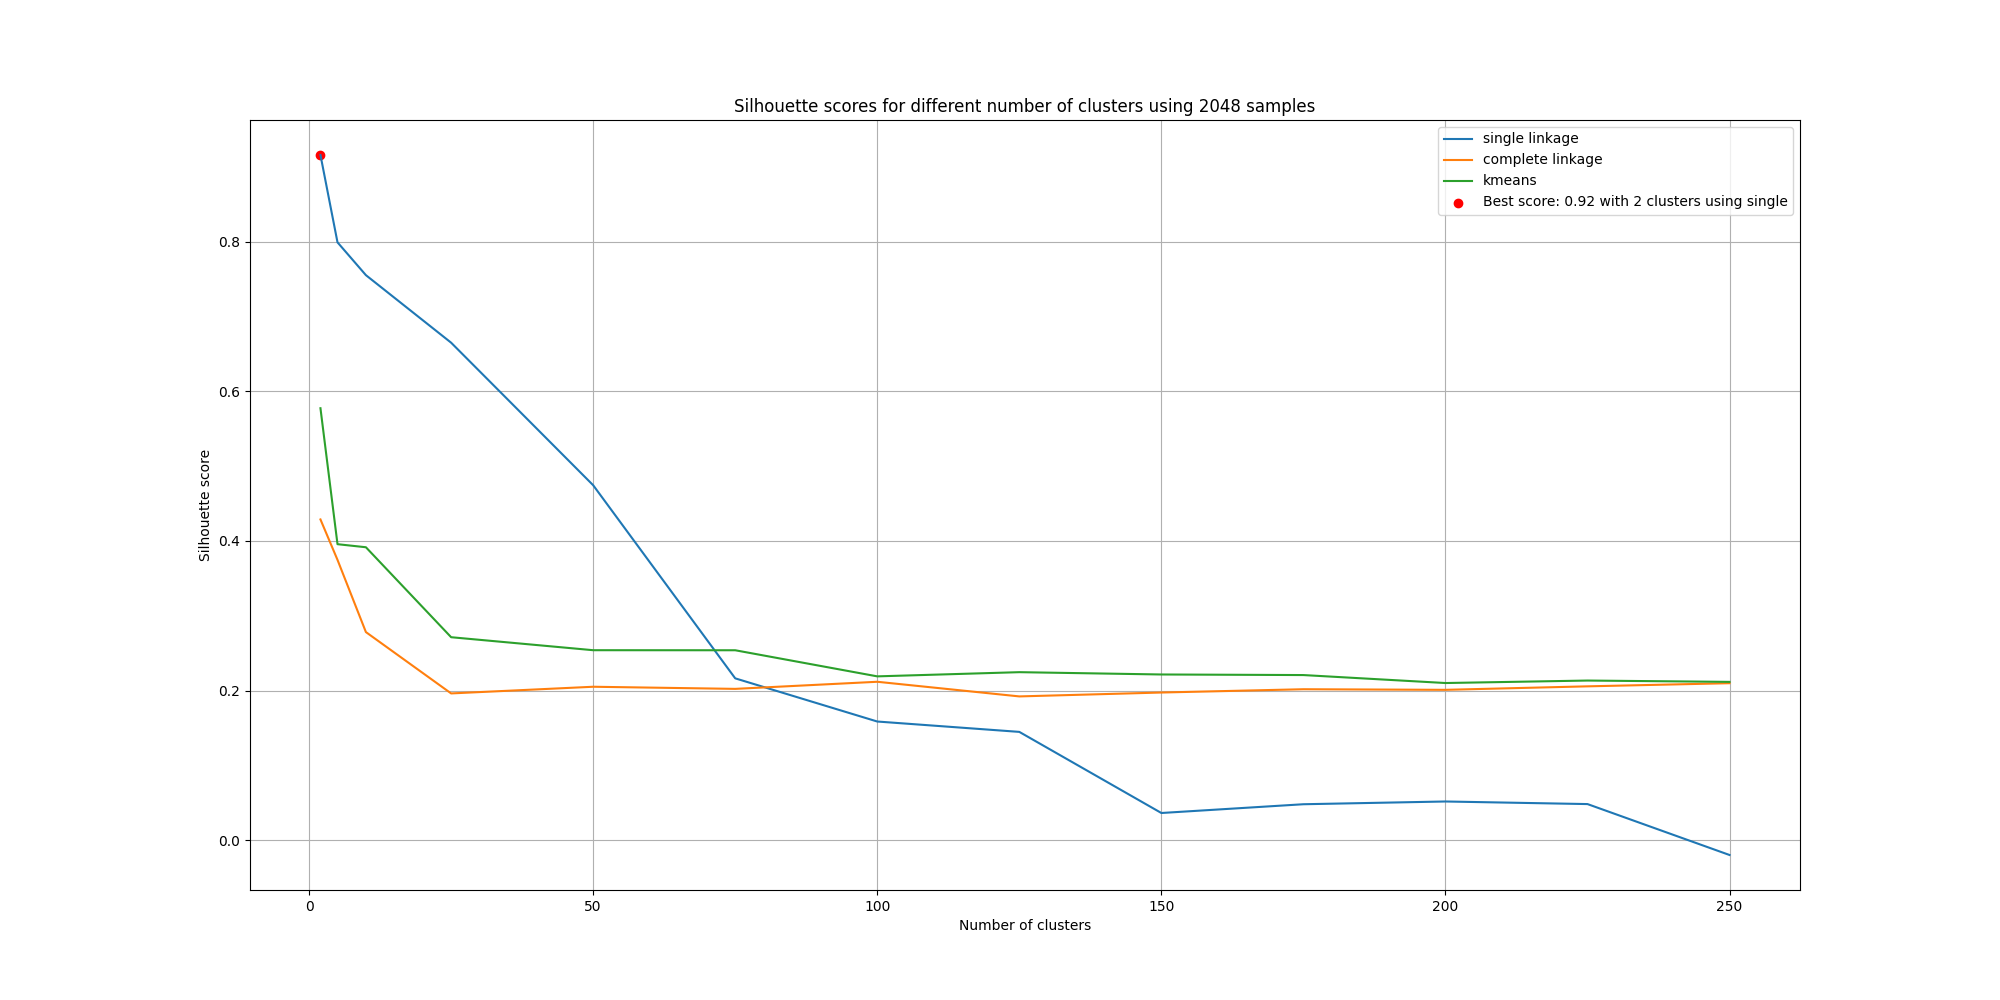 Silhouette scores for different number of clusters using 2048 samples
single linkage
complete linkage
kmeans
Best score: 0.92 with 2 clusters using single
Silhouette score
0.8
0.6
0.4
0.2
0.0
0 50 100 150 200 250
Number of clusters